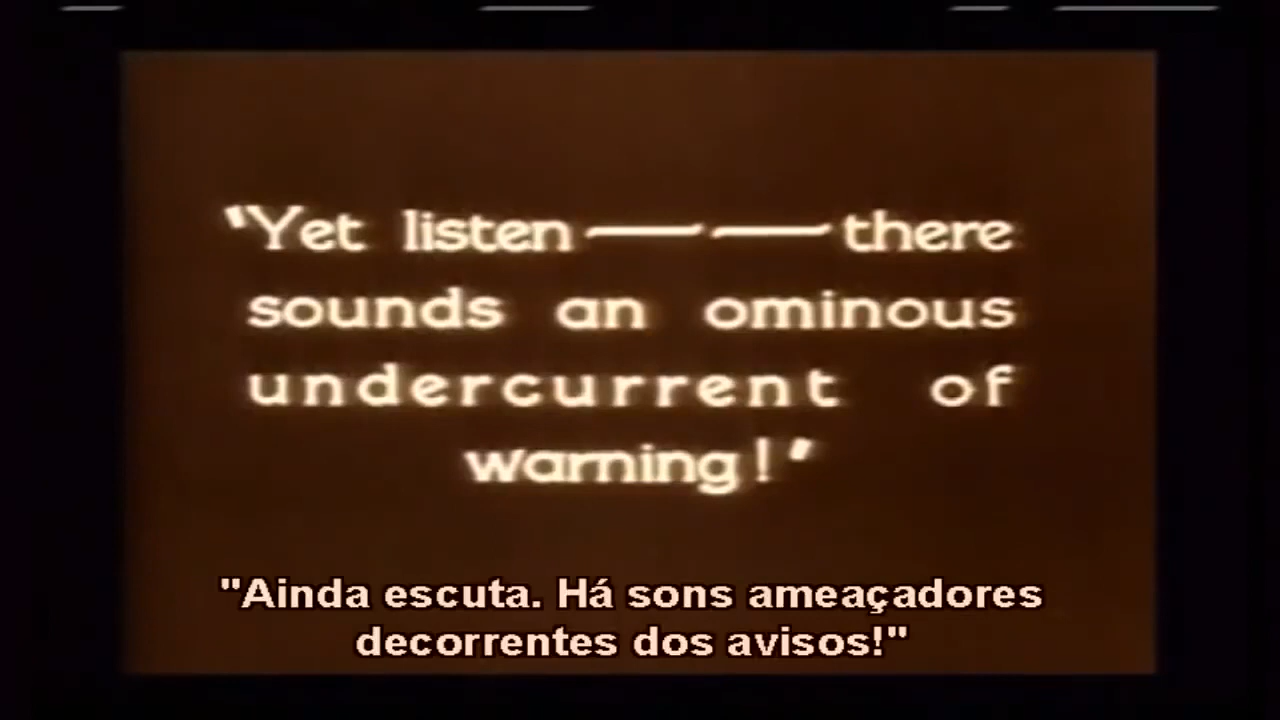 "Yet listen — — there
sounds an ominous
undercurrent of
warning!"
"Ainda escuta. Há sons ameaçadores
decorrentes dos avisos!"